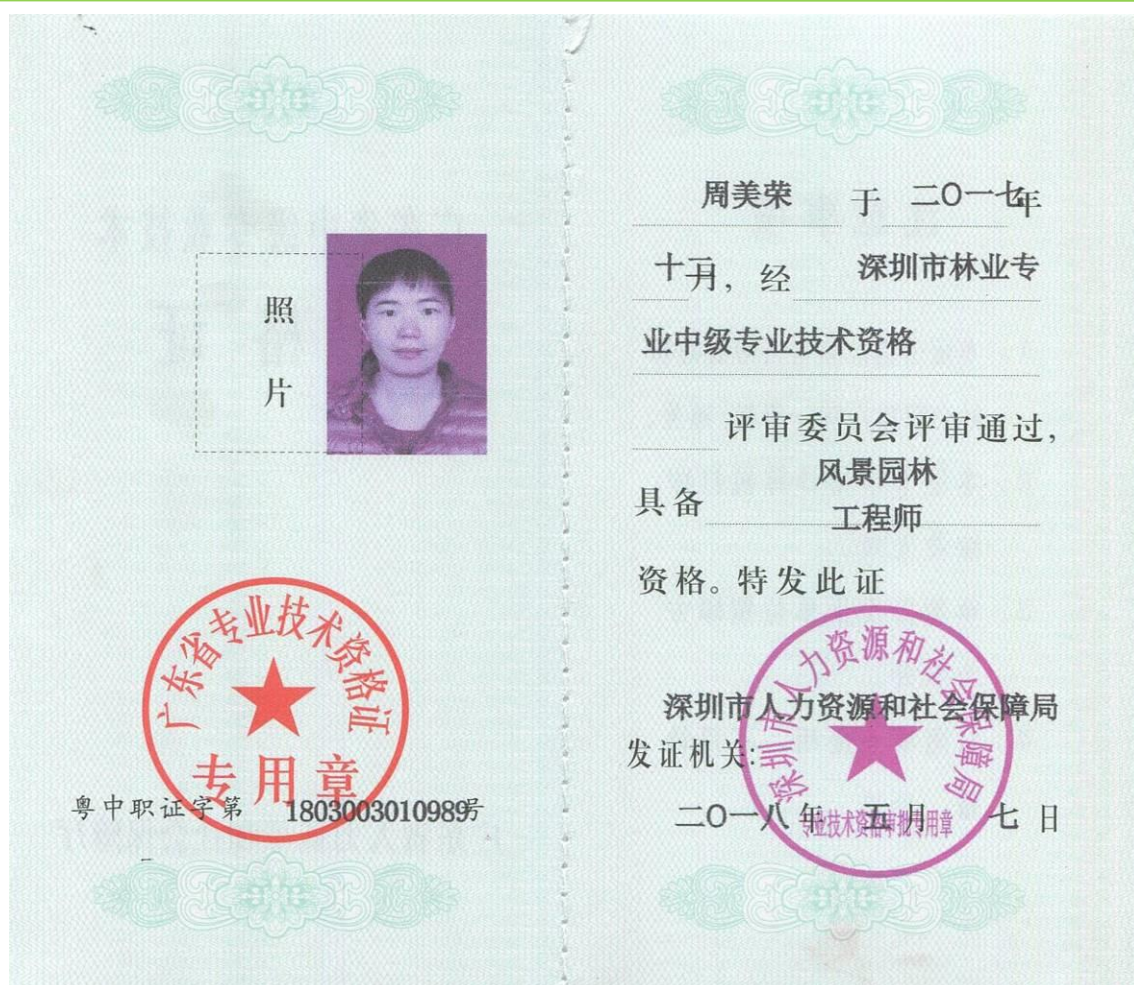 照
片
广东省专业技术资格证
专用章
粤中职证字第 1803003010989号
周美荣 于 二〇一七年
十二月，经 深圳市林业专
业中级专业技术资格
评审委员会评审通过，
具备 风景园林
工程师
资格。特发此证
深圳市人力资源和社会保障局
深圳市人力资源和社会保障局
发证机关：
二〇一八年 五月 七日
专业技术资格审批专用章